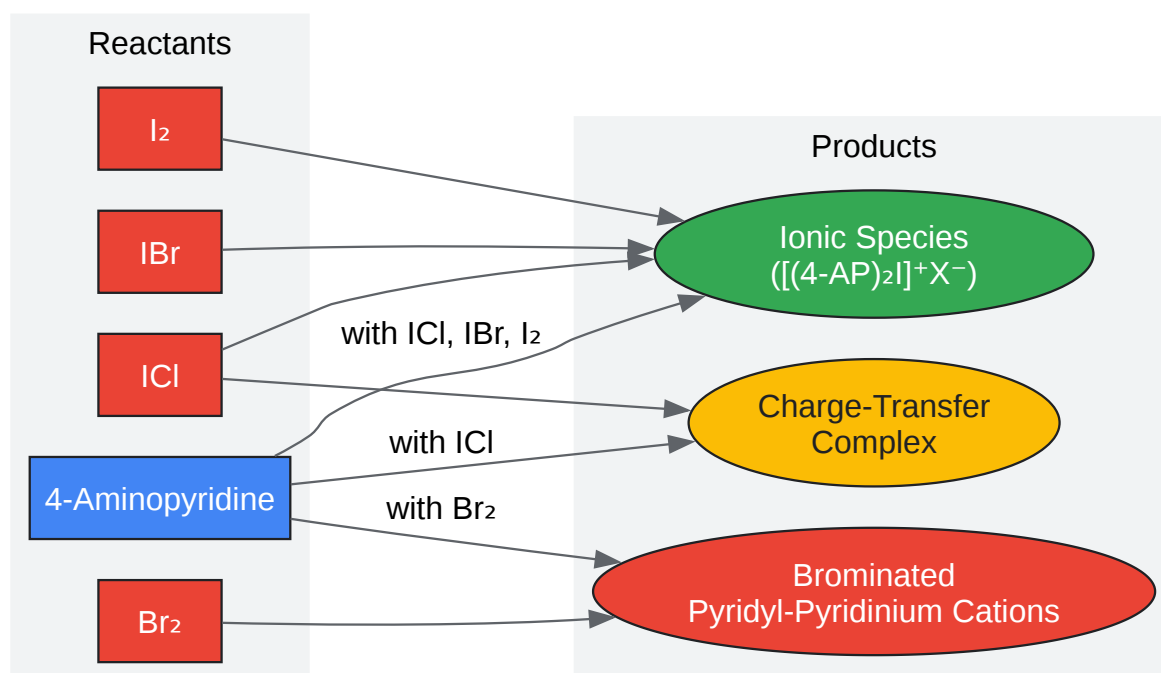 Reactants
I₂
IBr
ICl
4-Aminopyridine
Br₂
with ICl, IBr, I₂
with ICl
with Br₂
Products
Ionic Species
([(4-AP)₂I]⁺X⁻)
Charge-Transfer
Complex
Brominated
Pyridyl-Pyridinium Cations